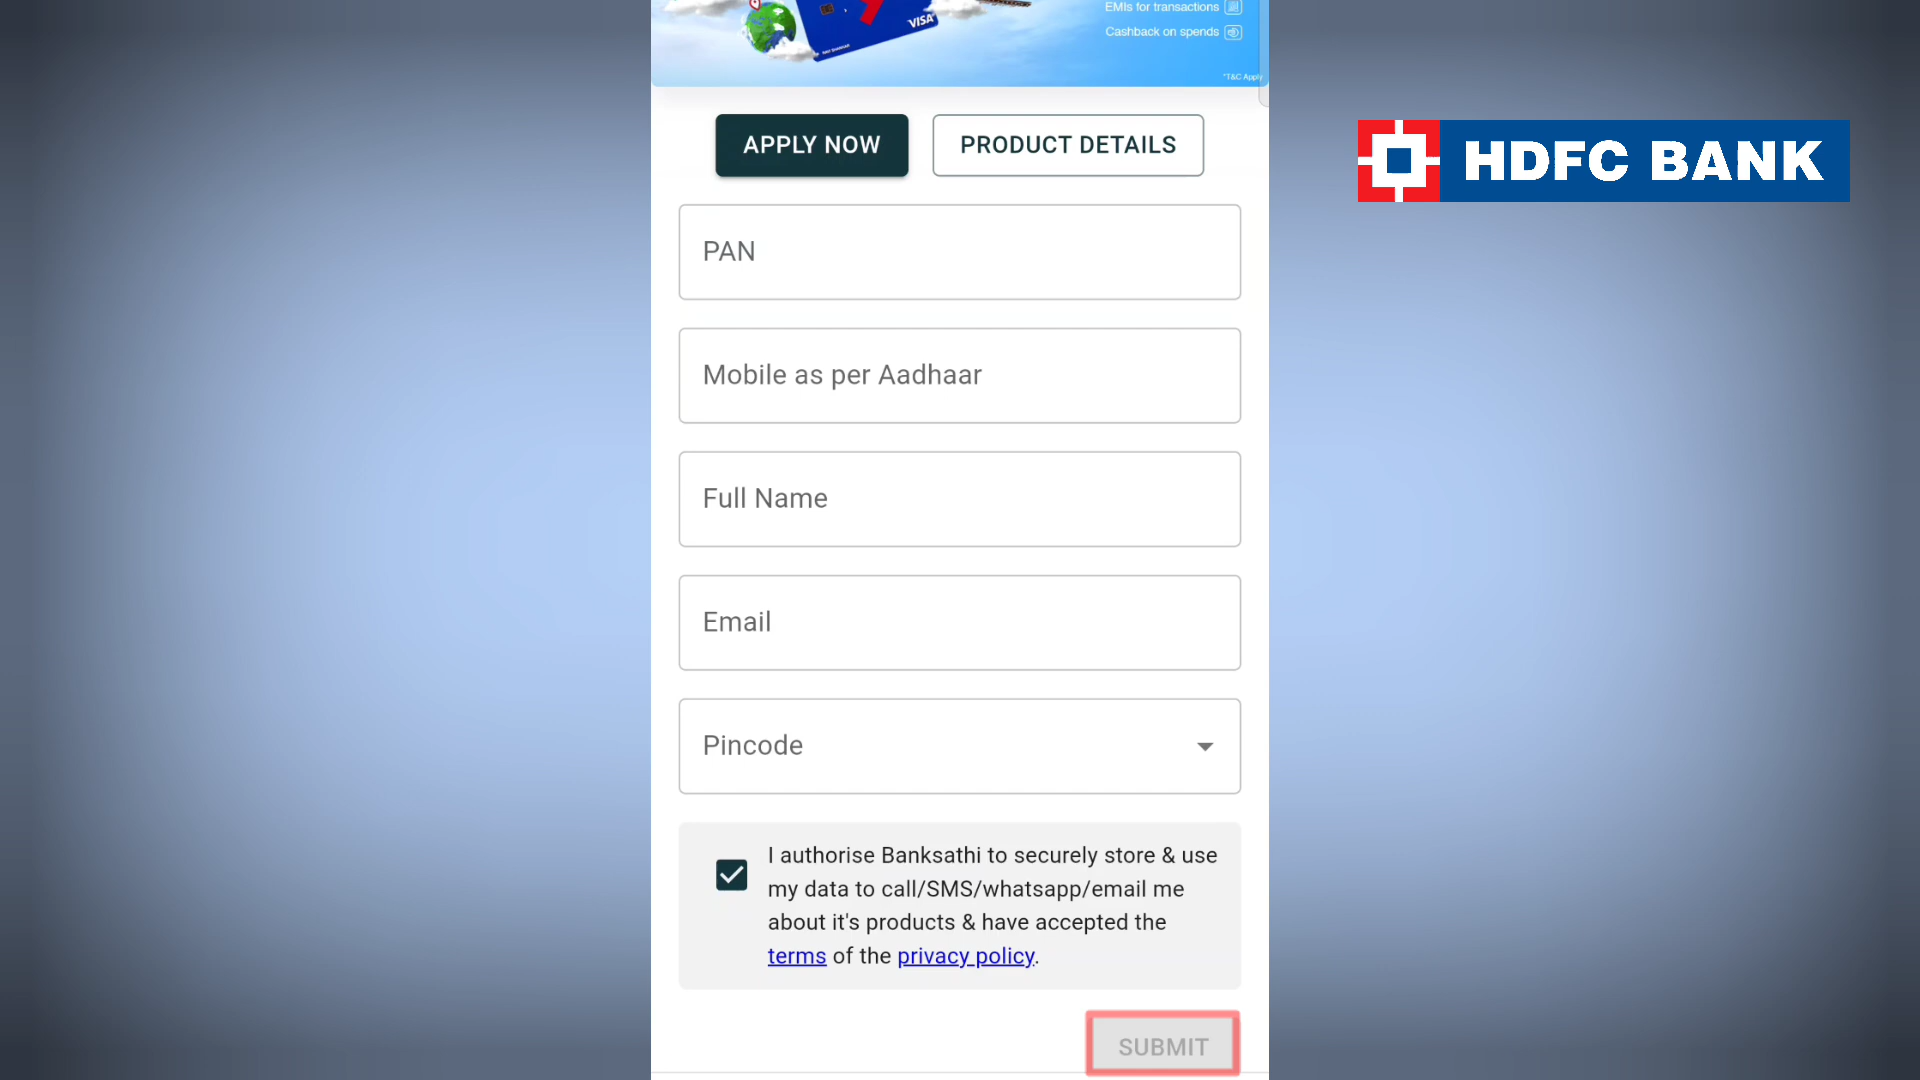 EMIs for transactions
Cashback on spends
VISA
*T&C Apply
APPLY NOW
PRODUCT DETAILS
HDFC BANK
PAN
Mobile as per Aadhaar
Full Name
Email
Pincode
I authorise Banksathi to securely store & use
my data to call/SMS/whatsapp/email me
about it's products & have accepted the
terms of the privacy policy.
SUBMIT